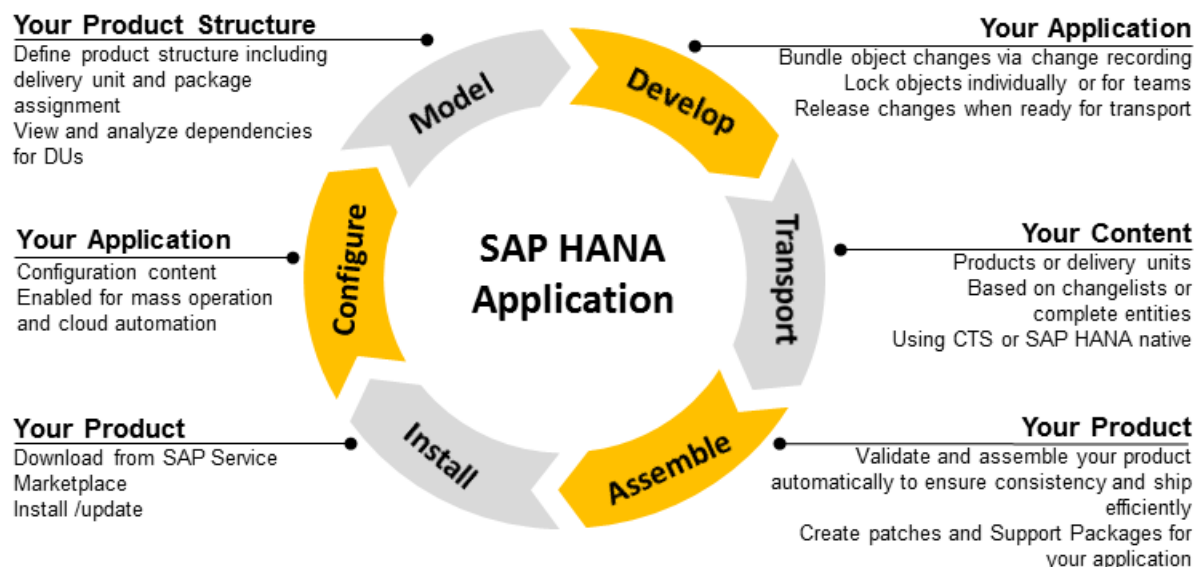 Your Product Structure
Define product structure including
delivery unit and package
assignment
View and analyze dependencies
for DUs
Your Application
Bundle object changes via change recording
Lock objects individually or for teams
Release changes when ready for transport
Model
Develop
Your Application
Configuration content
Enabled for mass operation
and cloud automation
Configure
SAP HANA
Application
Transport
Your Content
Products or delivery units
Based on changelists or
complete entities
Using CTS or SAP HANA native
Your Product
Download from SAP Service
Marketplace
Install /update
Install
Assemble
Your Product
Validate and assemble your product
automatically to ensure consistency and ship
efficiently
Create patches and Support Packages for
your application